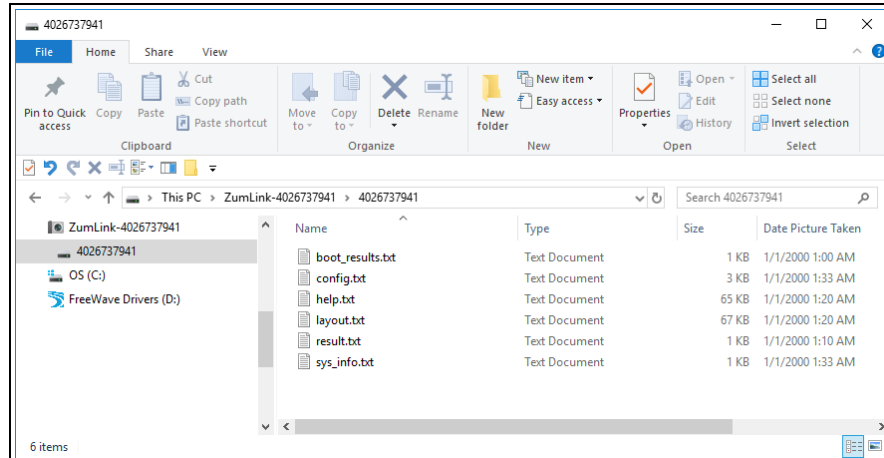 4026737941
File Home Share View
Pin to Quick access
Copy
Paste
Cut
Copy path
Paste shortcut
Move to
Copy to
Delete
Rename
New folder
New item
Easy access
Properties
Open
Edit
History
Select all
Select none
Invert selection
Clipboard Organize New Open Select
This PC > ZumLink-4026737941 > 4026737941 Search 4026737941
ZumLink-4026737941
4026737941
OS (C:)
FreeWave Drivers (D:)
Name Type Size Date Picture Taken
boot_results.txt Text Document 1 KB 1/1/2000 1:00 AM
config.txt Text Document 3 KB 1/1/2000 1:33 AM
help.txt Text Document 65 KB 1/1/2000 1:20 AM
layout.txt Text Document 67 KB 1/1/2000 1:20 AM
result.txt Text Document 1 KB 1/1/2000 1:10 AM
sys_info.txt Text Document 1 KB 1/1/2000 1:33 AM
6 items